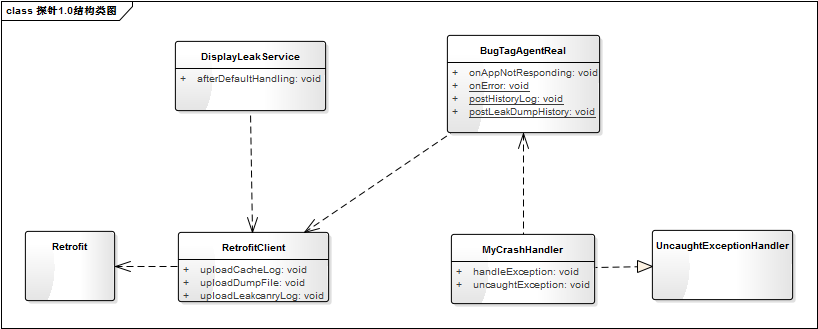 class 探针1.0结构类图
DisplayLeakService
+ afterDefaultHandling: void
BugTagAgentReal
+ onAppNotResponding: void
+ onError: void
+ postHistoryLog: void
+ postLeakDumpHistory: void
Retrofit
RetrofitClient
+ uploadCacheLog: void
+ uploadDumpFile: void
+ uploadLeakcanryLog: void
MyCrashHandler
+ handleException: void
+ uncaughtException: void
UncaughtExceptionHandler